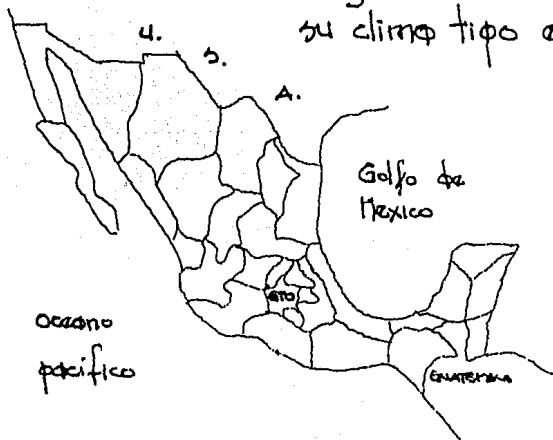 su clima tipo
4.
5.
A.
Golfo de
Mexico
GTO
oceano
pacifico
GUATEMALA